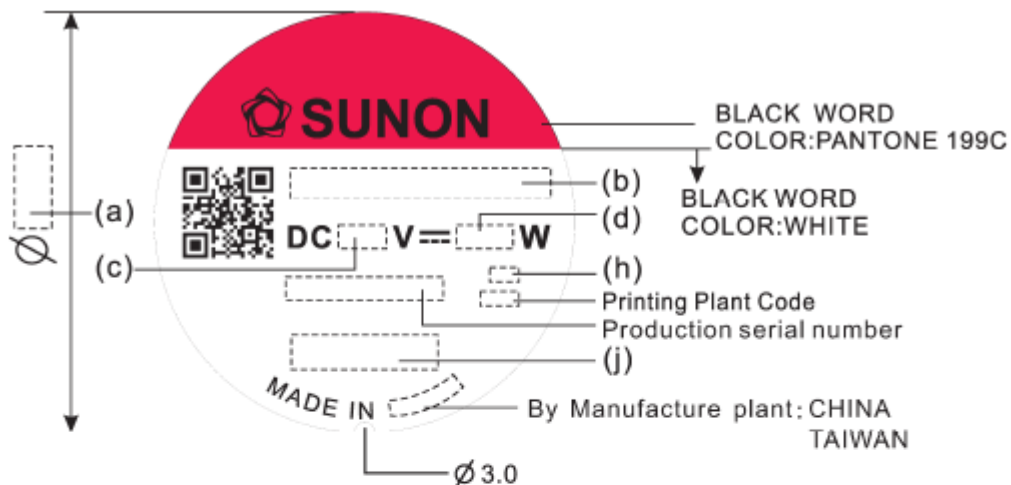 SUNON
BLACK WORD
COLOR:PANTONE 199C
(b)
BLACK WORD
COLOR:WHITE
(a)
(d)
DC V W
(c)
(h)
Printing Plant Code
Production serial number
(j)
MADE IN
By Manufacture plant: CHINA
TAIWAN
Ø 3.0
Ø